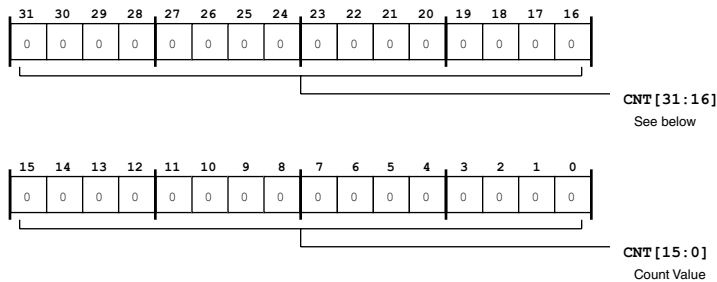 31 30 29 28 27 26 25 24 23 22 21 20 19 18 17 16
0 0 0 0 0 0 0 0 0 0 0 0 0 0 0 0
CNT[31:16]
See below
15 14 13 12 11 10 9 8 7 6 5 4 3 2 1 0
0 0 0 0 0 0 0 0 0 0 0 0 0 0 0 0
CNT[15:0]
Count Value